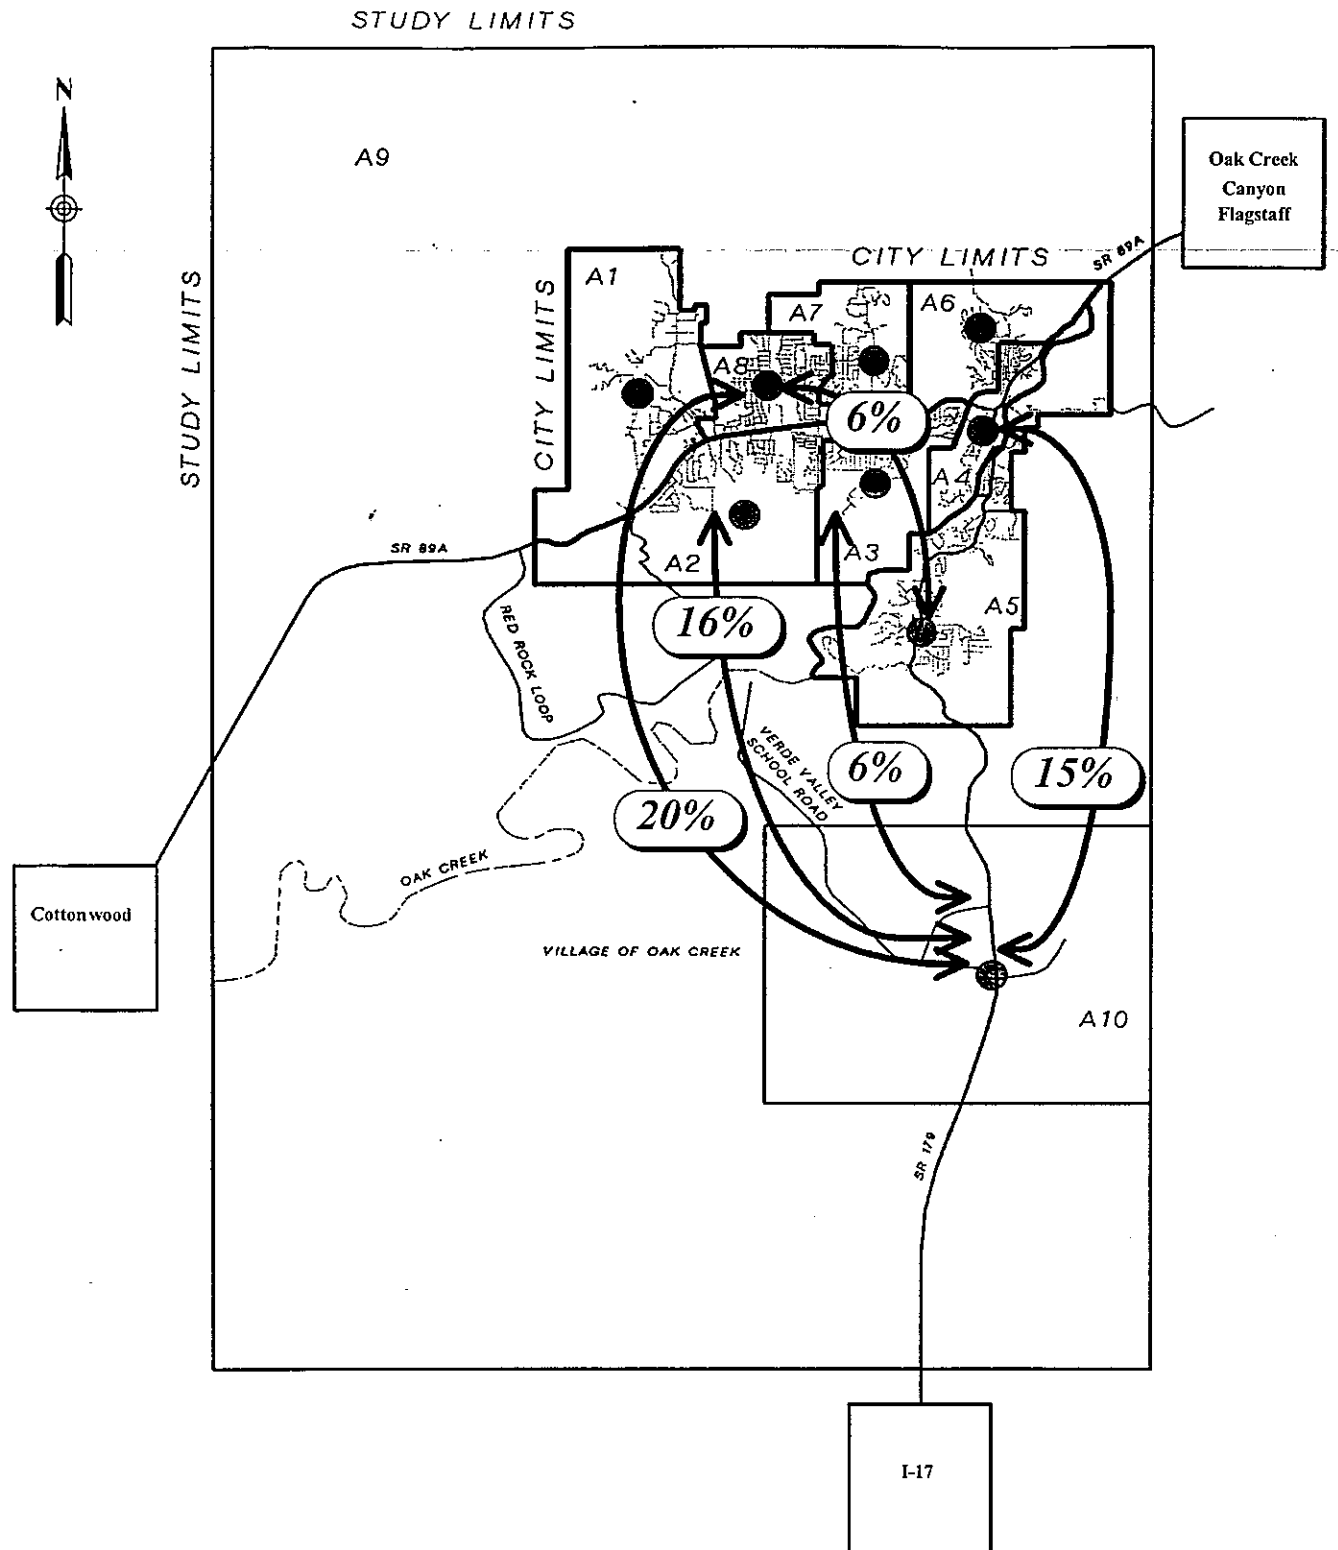 STUDY LIMITS
N
A9
Oak Creek
Canyon
Flagstaff
SR 89A
CITY LIMITS
STUDY LIMITS
CITY LIMITS
A1
A7
A6
A8
6%
A4
A3
A2
SR 89A
A5
RED ROCK LOOP
16%
VERDE VALLEY
SCHOOL ROAD
6%
15%
20%
OAK CREEK
Cottonwood
VILLAGE OF OAK CREEK
A10
SR 179
I-17